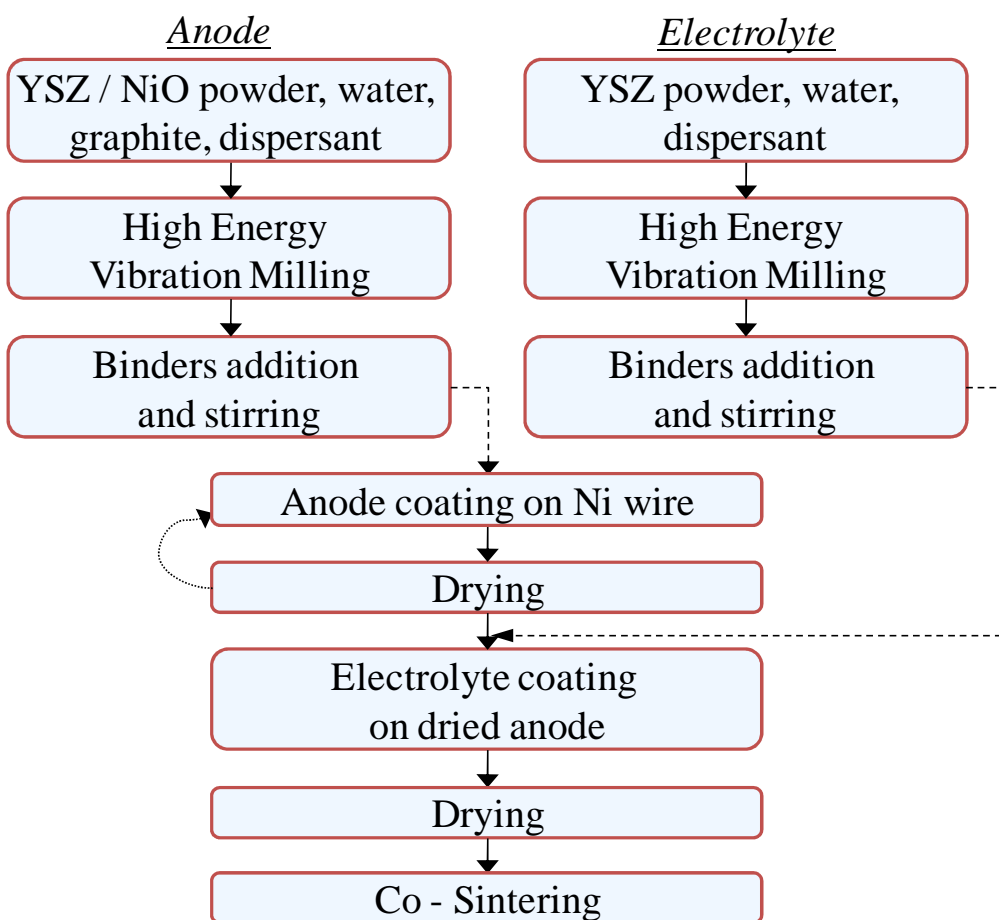 Anode
YSZ / NiO powder, water,
graphite, dispersant
High Energy
Vibration Milling
Binders addition
and stirring
Electrolyte
YSZ powder, water,
dispersant
High Energy
Vibration Milling
Binders addition
and stirring
Anode coating on Ni wire
Drying
Electrolyte coating
on dried anode
Drying
Co - Sintering